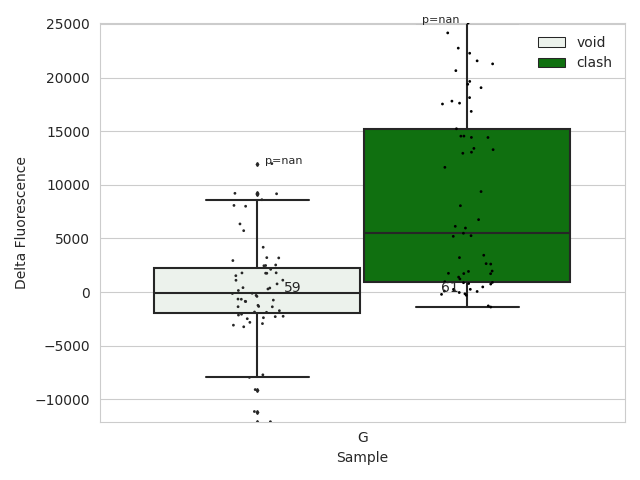 p=nan
25000
void
clash
20000
15000
p=nan
10000
5000
59
61
0
−5000
−10000
Delta Fluorescence
G
Sample